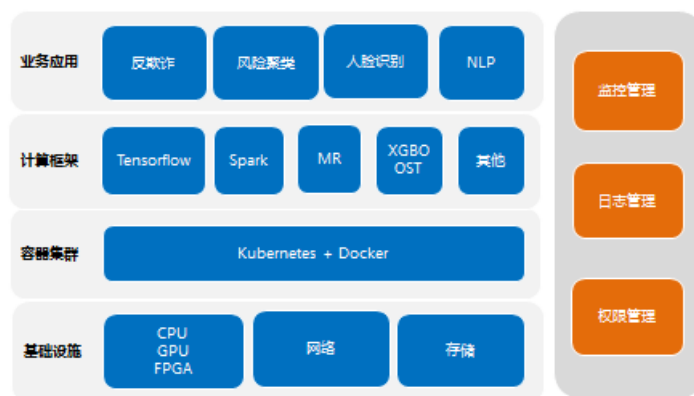 业务应用
反欺诈
风险聚类
人脸识别
NLP
计算框架
Tensorflow
Spark
MR
XGBO
OST
其他
容器集群
Kubernetes + Docker
基础设施
CPU
GPU
FPGA
网络
存储
监控管理
日志管理
权限管理